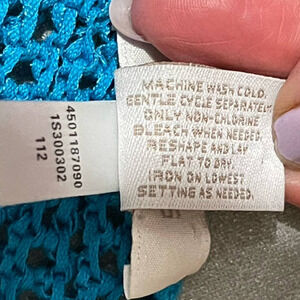 MACHINE WASH COLD,
GENTLE CYCLE SEPARATELY
ONLY NON-CHLORINE
BLEACH WHEN NEEDED.
RESHAPE AND LAY
FLAT TO DRY.
IRON ON LOWEST
SETTING AS NEEDED.
4501187090
1S300302
112